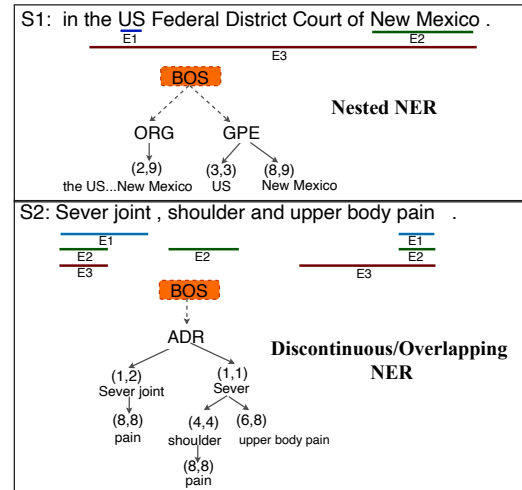 S1: in the US Federal District Court of New Mexico .
E1 E2
E3
BOS
Nested NER
ORG GPE
(2,9) (3,3) (8,9)
the US...New Mexico US New Mexico
S2: Sever joint , shoulder and upper body pain .
E1 E1
E2 E2 E2
E3 E3
BOS
ADR
Discontinuous/Overlapping
NER
(1,2) (1,1)
Sever joint Sever
(8,8) (4,4) (6,8)
pain shoulder upper body pain
(8,8)
pain